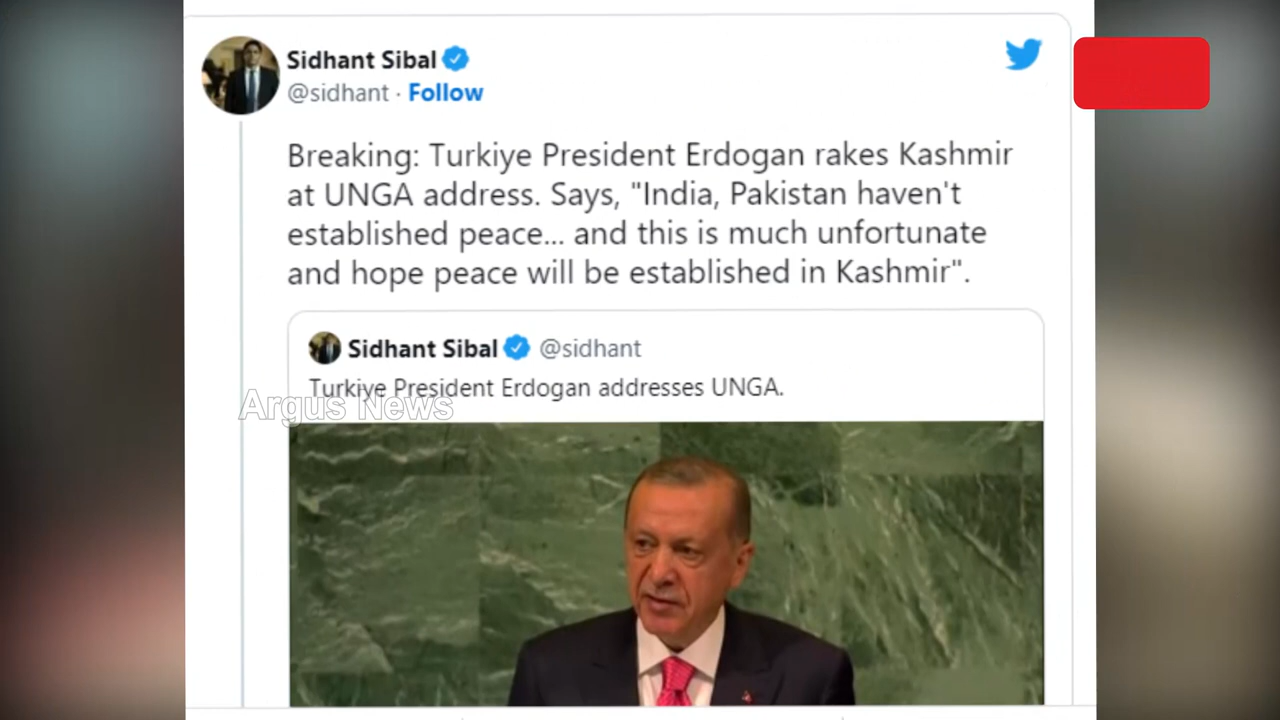 Sidhant Sibal
@sidhant · Follow
Breaking: Turkiye President Erdogan rakes Kashmir
at UNGA address. Says, "India, Pakistan haven't
established peace... and this is much unfortunate
and hope peace will be established in Kashmir".
Sidhant Sibal @sidhant
Turkiye President Erdogan addresses UNGA.
Argus News